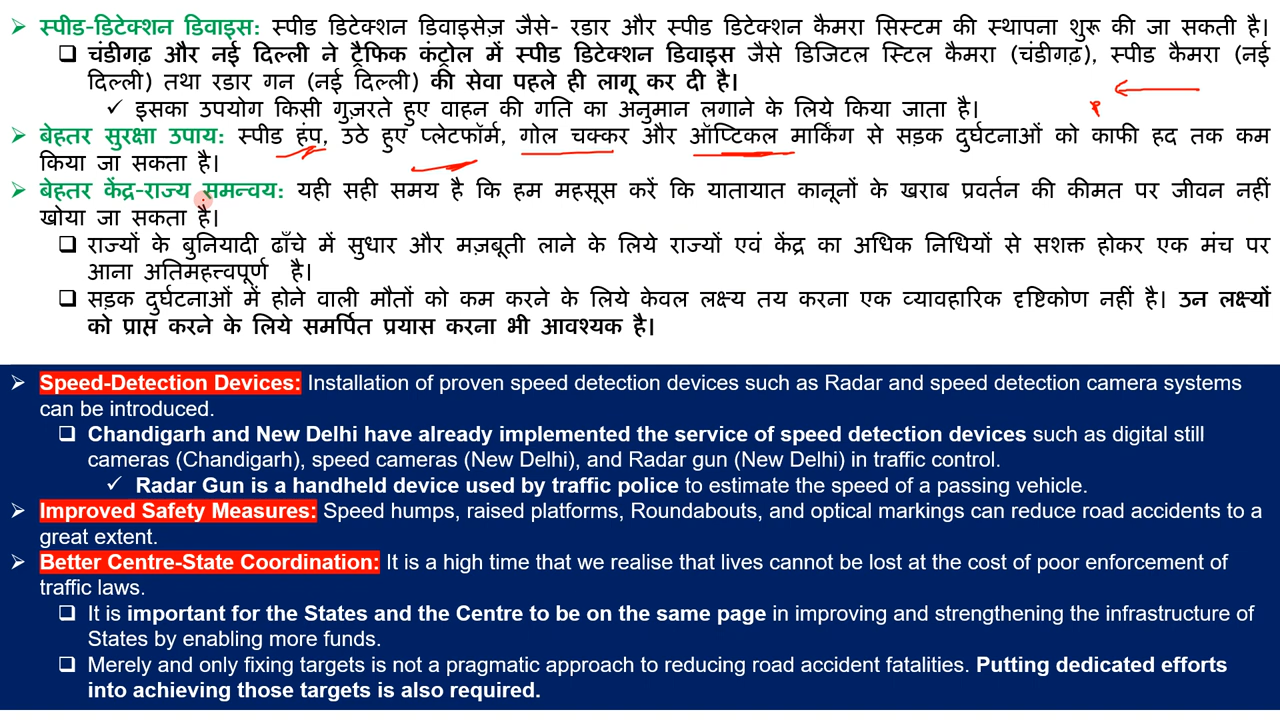 ➢ स्पीड-डिटेक्शन डिवाइस: स्पीड डिटेक्शन डिवाइसेज़ जैसे- रडार और स्पीड डिटेक्शन कैमरा सिस्टम की स्थापना शुरू की जा सकती है।
❑ चंडीगढ़ और नई दिल्ली ने ट्रैफिक कंट्रोल में स्पीड डिटेक्शन डिवाइस जैसे डिजिटल स्टिल कैमरा (चंडीगढ़), स्पीड कैमरा (नई
दिल्ली) तथा रडार गन (नई दिल्ली) की सेवा पहले ही लागू कर दी है।
✓ इसका उपयोग किसी गुज़रते हुए वाहन की गति का अनुमान लगाने के लिये किया जाता है।
➢ बेहतर सुरक्षा उपाय: स्पीड हंप, उठे हुए प्लेटफॉर्म, गोल चक्कर और ऑप्टिकल मार्किंग से सड़क दुर्घटनाओं को काफी हद तक कम
किया जा सकता है।
➢ बेहतर केंद्र-राज्य समन्वय: यही सही समय है कि हम महसूस करें कि यातायात कानूनों के खराब प्रवर्तन की कीमत पर जीवन नहीं
खोया जा सकता है।
❑ राज्यों के बुनियादी ढाँचे में सुधार और मज़बूती लाने के लिये राज्यों एवं केंद्र का अधिक निधियों से सशक्त होकर एक मंच पर
आना अतिमहत्त्वपूर्ण है।
❑ सड़क दुर्घटनाओं में होने वाली मौतों को कम करने के लिये केवल लक्ष्य तय करना एक व्यावहारिक दृष्टिकोण नहीं है। उन लक्ष्यों
को प्राप्त करने के लिये समर्पित प्रयास करना भी आवश्यक है।
➢ Speed-Detection Devices: Installation of proven speed detection devices such as Radar and speed detection camera systems
can be introduced.
❑ Chandigarh and New Delhi have already implemented the service of speed detection devices such as digital still
cameras (Chandigarh), speed cameras (New Delhi), and Radar gun (New Delhi) in traffic control.
✓ Radar Gun is a handheld device used by traffic police to estimate the speed of a passing vehicle.
➢ Improved Safety Measures: Speed humps, raised platforms, Roundabouts, and optical markings can reduce road accidents to a
great extent.
➢ Better Centre-State Coordination: It is a high time that we realise that lives cannot be lost at the cost of poor enforcement of
traffic laws.
❑ It is important for the States and the Centre to be on the same page in improving and strengthening the infrastructure of
States by enabling more funds.
❑ Merely and only fixing targets is not a pragmatic approach to reducing road accident fatalities. Putting dedicated efforts
into achieving those targets is also required.